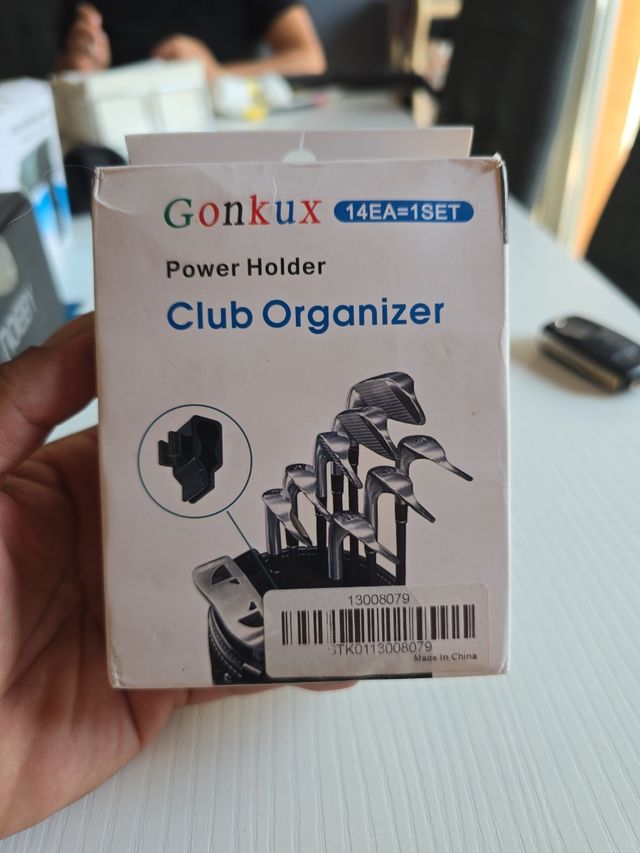 Gonkux 14EA=1SET
Power Holder
Club Organizer
13008079
STK0113008079
Made In China